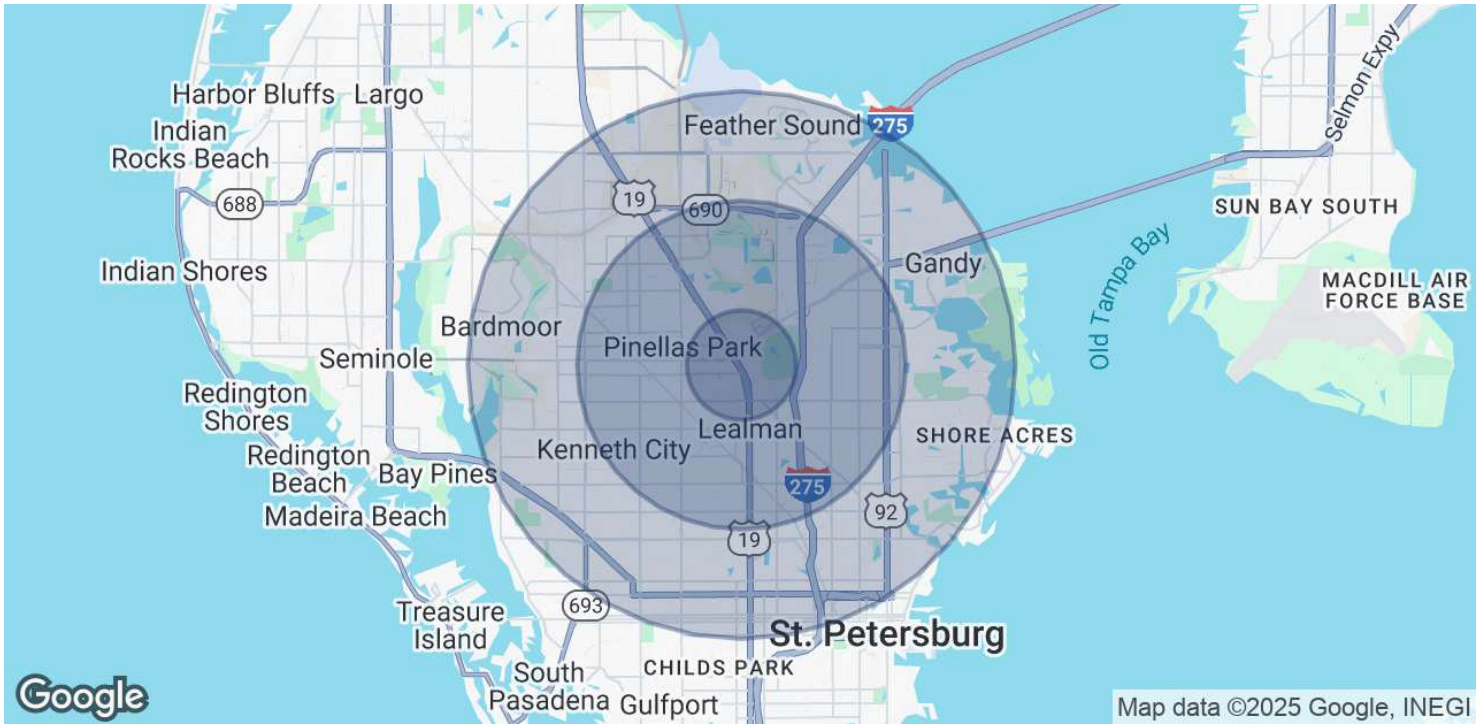 Harbor Bluffs
Largo
Indian
Rocks Beach
688
Indian Shores
Feather Sound
275
Selmon Expy
19
690
SUN BAY SOUTH
Gandy
Old Tampa Bay
MACDILL AIR
FORCE BASE
Bardmoor
Pinellas Park
Seminole
Redington
Shores
Lealman
SHORE ACRES
Kenneth City
Redington
Beach
Bay Pines
275
Madeira Beach
92
19
693
Treasure
Island
St. Petersburg
CHILDS PARK
South
Pasadena
Gulfport
Google
Map data ©2025 Google, INEGI